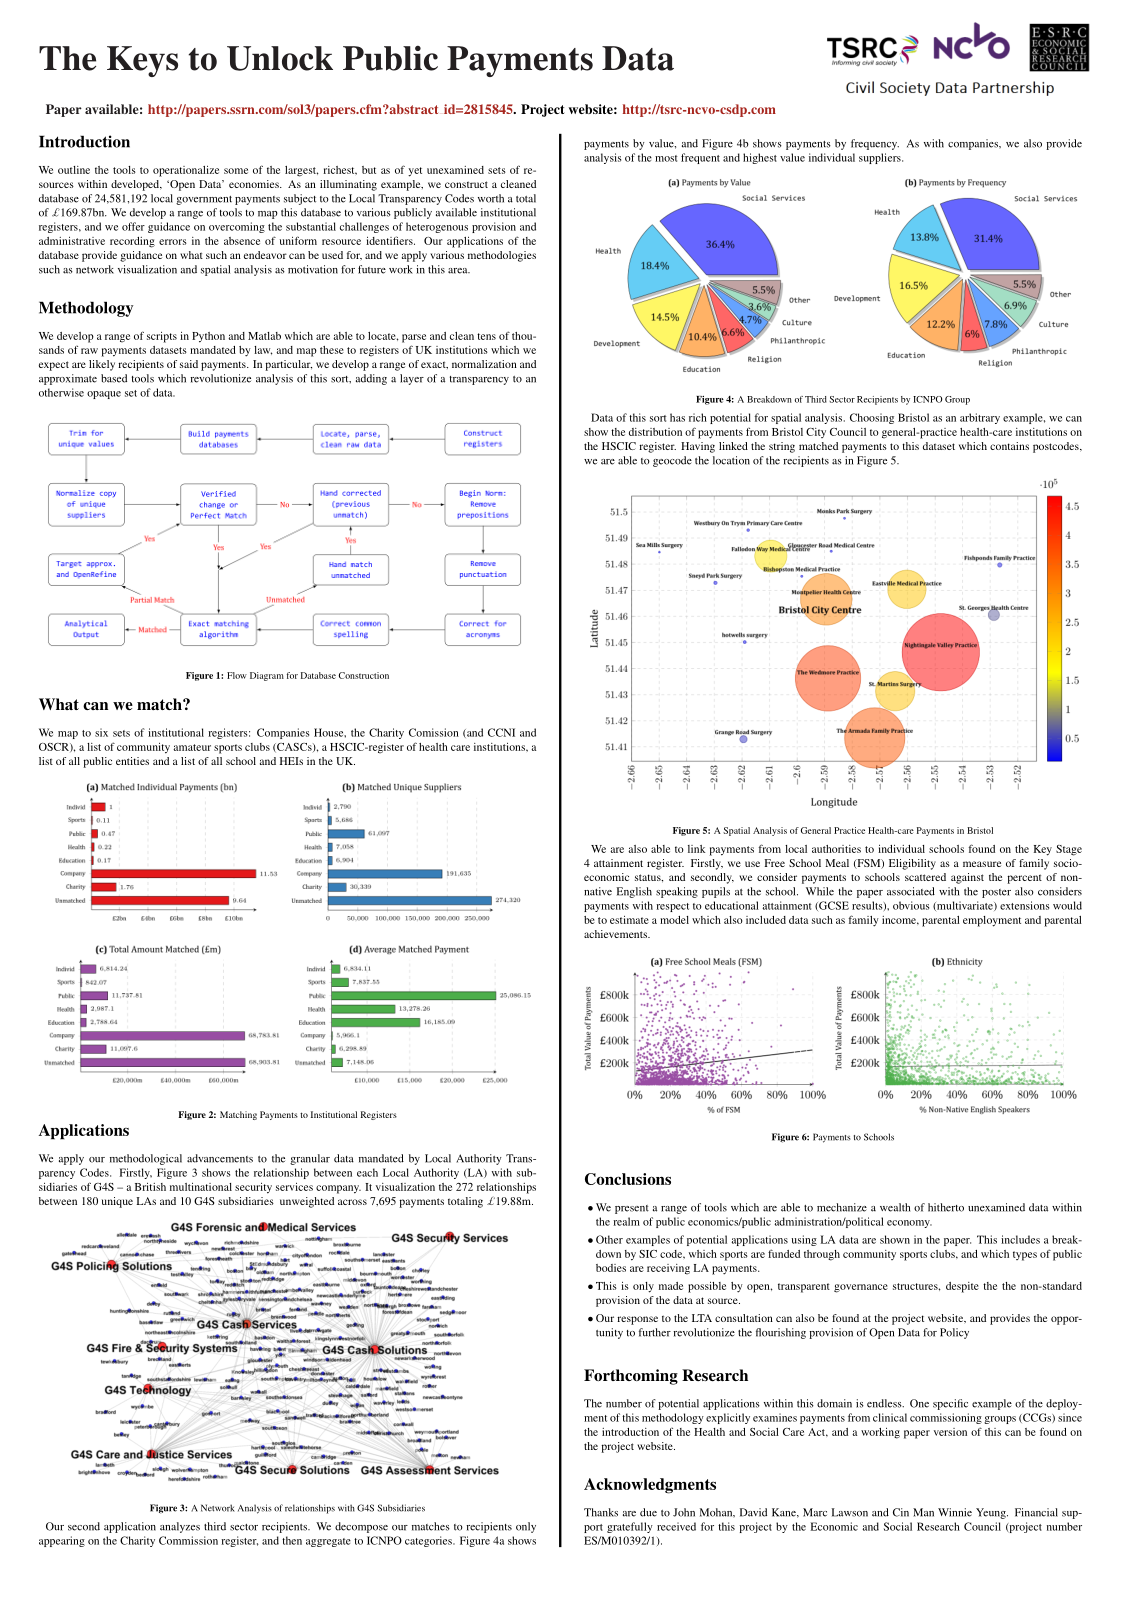 The Keys to Unlock Public Payments Data
TSRC
Informing civil society
NCVO
E·S·R·C
ECONOMIC
& SOCIAL
RESEARCH
COUNCIL
Civil Society Data Partnership
Paper available: http://papers.ssrn.com/sol3/papers.cfm?abstract id=2815845. Project website: http://tsrc-ncvo-csdp.com
Introduction
We outline the tools to operationalize some of the largest, richest, but as of yet unexamined sets of re-
sources within developed, ‘Open Data’ economies. As an illuminating example, we construct a cleaned
database of 24,581,192 local government payments subject to the Local Transparency Codes worth a total
of £169.87bn. We develop a range of tools to map this database to various publicly available institutional
registers, and we offer guidance on overcoming the substantial challenges of heterogenous provision and
administrative recording errors in the absence of uniform resource identifiers. Our applications of the
database provide guidance on what such an endeavor can be used for, and we apply various methodologies
such as network visualization and spatial analysis as motivation for future work in this area.
Methodology
We develop a range of scripts in Python and Matlab which are able to locate, parse and clean tens of thou-
sands of raw payments datasets mandated by law, and map these to registers of UK institutions which we
expect are likely recipients of said payments. In particular, we develop a range of exact, normalization and
approximate based tools which revolutionize analysis of this sort, adding a layer of a transparency to an
otherwise opaque set of data.
Trim for
unique values
Build payments
databases
Locate, parse,
clean raw data
Construct
registers
Normalize copy
of unique
suppliers
Verified
change or
Perfect Match
No
Hand corrected
(previous
unmatch)
No
Begin Norm:
Remove
prepositions
Yes
Yes
Yes
Yes
Target approx.
and OpenRefine
Hand match
unmatched
Remove
punctuation
Partial Match
Unmatched
Analytical
Output
Matched
Exact matching
algorithm
Correct common
spelling
Correct for
acronyms
Figure 1: Flow Diagram for Database Construction
What can we match?
We map to six sets of institutional registers: Companies House, the Charity Comission (and CCNI and
OSCR), a list of community amateur sports clubs (CASCs), a HSCIC-register of health care institutions, a
list of all public entities and a list of all school and HEIs in the UK.
(a) Matched Individual Payments (bn)
Individ 1
Sports 0.11
Public 0.47
Health 0.22
Education 0.17
Company 11.53
Charity 1.76
Unmatched 9.64
£2bn £4bn £6bn £8bn £10bn
(b) Matched Unique Suppliers
Individ 2,790
Sports 5,686
Public 61,097
Health 7,058
Education 6,904
Company 191,635
Charity 30,339
Unmatched 274,320
0 50,000 100,000 150,000 200,000 250,000
(c) Total Amount Matched (£m)
Individ 6,814.24
Sports 842.07
Public 11,737.81
Health 2,987.1
Education 2,788.64
Company 68,783.81
Charity 11,097.6
Unmatched 68,903.81
£20,000m £40,000m £60,000m
(d) Average Matched Payment
Individ 6,834.11
Sports 7,837.55
Public 25,086.15
Health 13,278.26
Education 16,185.09
Company 5,966.1
Charity 6,298.89
Unmatched 7,148.06
£10,000 £15,000 £20,000 £25,000
Figure 2: Matching Payments to Institutional Registers
Applications
We apply our methodological advancements to the granular data mandated by Local Authority Trans-
parency Codes. Firstly, Figure 3 shows the relationship between each Local Authority (LA) with sub-
sidiaries of G4S – a British multinational security services company. It visualization the 272 relationships
between 180 unique LAs and 10 G4S subsidiaries unweighted across 7,695 payments totaling £19.88m.
G4S Forensic and Medical Services
G4S Security Services
G4S Policing Solutions
G4S Cash Services
G4S Fire & Security Systems
G4S Cash Solutions
G4S Technology
G4S Care and Justice Services
G4S Secure Solutions
G4S Assessment Services
Figure 3: A Network Analysis of relationships with G4S Subsidiaries
Our second application analyzes third sector recipients. We decompose our matches to recipients only
appearing on the Charity Commission register, and then aggregate to ICNPO categories. Figure 4a shows
payments by value, and Figure 4b shows payments by frequency. As with companies, we also provide
analysis of the most frequent and highest value individual suppliers.
(a) Payments by Value
Social Services
36.4%
Health
18.4%
Development
14.5%
Education
10.4%
Religion
6.6%
Philanthropic
4.7%
Culture
3.6%
Other
5.5%
(b) Payments by Frequency
Social Services
31.4%
Health
13.8%
Development
16.5%
Education
12.2%
Religion
6%
Philanthropic
7.8%
Culture
6.9%
Other
5.5%
Figure 4: A Breakdown of Third Sector Recipients by ICNPO Group
Data of this sort has rich potential for spatial analysis. Choosing Bristol as an arbitrary example, we can
show the distribution of payments from Bristol City Council to general-practice health-care institutions on
the HSCIC register. Having linked the string matched payments to this dataset which contains postcodes,
we are able to geocode the location of the recipients as in Figure 5.
·10⁵
Latitude
51.5
51.49
51.48
51.47
51.46
51.45
51.44
51.43
51.42
51.41
Monks Park Surgery
Westbury On Trym Primary Care Centre
Sea Mills Surgery
Fallodon Way Medical Centre
Gloucester Road Medical Centre
Fishponds Family Practice
Bishopston Medical Practice
Sneyd Park Surgery
Eastville Medical Practice
Montpelier Health Centre
Bristol City Centre
St. Georges Health Centre
hotwells surgery
Nightingale Valley Practice
The Wedmore Practice
St. Martins Surgery
Grange Road Surgery
The Armada Family Practice
4.5
4
3.5
3
2.5
2
1.5
1
0.5
−2.66 −2.65 −2.64 −2.63 −2.62 −2.61 −2.6 −2.59 −2.58 −2.57 −2.56 −2.55 −2.54 −2.53 −2.52
Longitude
Figure 5: A Spatial Analysis of General Practice Health-care Payments in Bristol
We are also able to link payments from local authorities to individual schools found on the Key Stage
4 attainment register. Firstly, we use Free School Meal (FSM) Eligibility as a measure of family socio-
economic status, and secondly, we consider payments to schools scattered against the percent of non-
native English speaking pupils at the school. While the paper associated with the poster also considers
payments with respect to educational attainment (GCSE results), obvious (multivariate) extensions would
be to estimate a model which also included data such as family income, parental employment and parental
achievements.
(a) Free School Meals (FSM)
Total Value of Payments
£800k
£600k
£400k
£200k
0% 20% 40% 60% 80% 100%
% of FSM
(b) Ethnicity
Total Value of Payments
£800k
£600k
£400k
£200k
0% 20% 40% 60% 80% 100%
% Non-Native English Speakers
Figure 6: Payments to Schools
Conclusions
• We present a range of tools which are able to mechanize a wealth of hitherto unexamined data within
the realm of public economics/public administration/political economy.
• Other examples of potential applications using LA data are shown in the paper. This includes a break-
down by SIC code, which sports are funded through community sports clubs, and which types of public
bodies are receiving LA payments.
• This is only made possible by open, transparent governance structures, despite the the non-standard
provision of the data at source.
• Our response to the LTA consultation can also be found at the project website, and provides the oppor-
tunity to further revolutionize the flourishing provision of Open Data for Policy
Forthcoming Research
The number of potential applications within this domain is endless. One specific example of the deploy-
ment of this methodology explicitly examines payments from clinical commissioning groups (CCGs) since
the introduction of the Health and Social Care Act, and a working paper version of this can be found on
the project website.
Acknowledgments
Thanks are due to John Mohan, David Kane, Marc Lawson and Cin Man Winnie Yeung. Financial sup-
port gratefully received for this project by the Economic and Social Research Council (project number
ES/M010392/1).